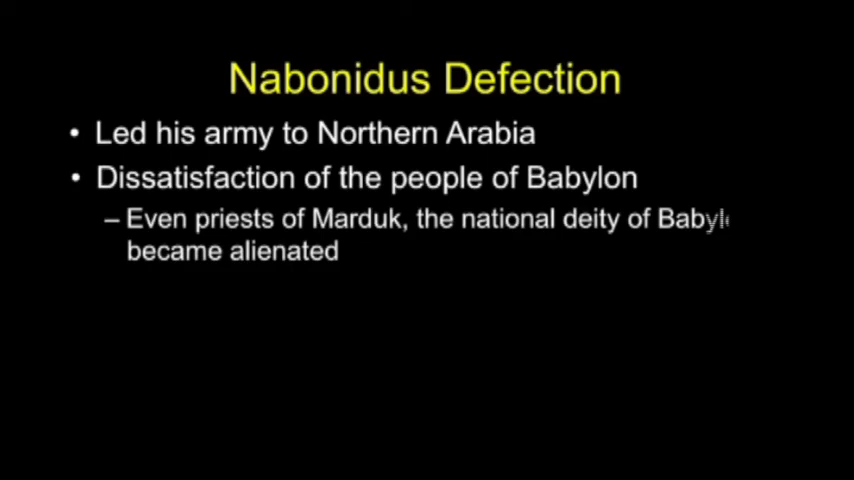 Nabonidus Defection
• Led his army to Northern Arabia
• Dissatisfaction of the people of Babylon
– Even priests of Marduk, the national deity of
became alienated